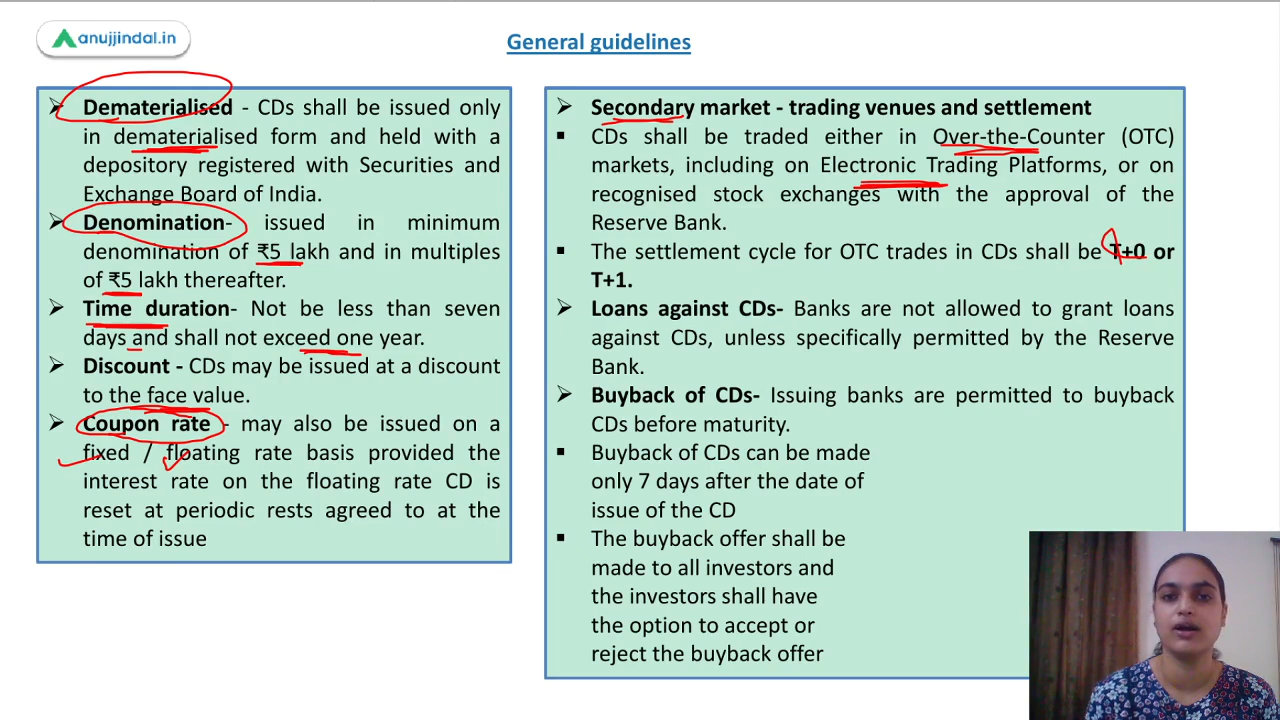 anujjindal.in
General guidelines
➢ Dematerialised - CDs shall be issued only
in dematerialised form and held with a
depository registered with Securities and
Exchange Board of India.
➢ Denomination- issued in minimum
denomination of ₹5 lakh and in multiples
of ₹5 lakh thereafter.
➢ Time duration- Not be less than seven
days and shall not exceed one year.
➢ Discount - CDs may be issued at a discount
to the face value.
➢ Coupon rate - may also be issued on a
fixed / floating rate basis provided the
interest rate on the floating rate CD is
reset at periodic rests agreed to at the
time of issue
➢ Secondary market - trading venues and settlement
▪ CDs shall be traded either in Over-the-Counter (OTC)
markets, including on Electronic Trading Platforms, or on
recognised stock exchanges with the approval of the
Reserve Bank.
▪ The settlement cycle for OTC trades in CDs shall be T+0 or
T+1.
➢ Loans against CDs- Banks are not allowed to grant loans
against CDs, unless specifically permitted by the Reserve
Bank.
➢ Buyback of CDs- Issuing banks are permitted to buyback
CDs before maturity.
▪ Buyback of CDs can be made
only 7 days after the date of
issue of the CD
▪ The buyback offer shall be
made to all investors and
the investors shall have
the option to accept or
reject the buyback offer